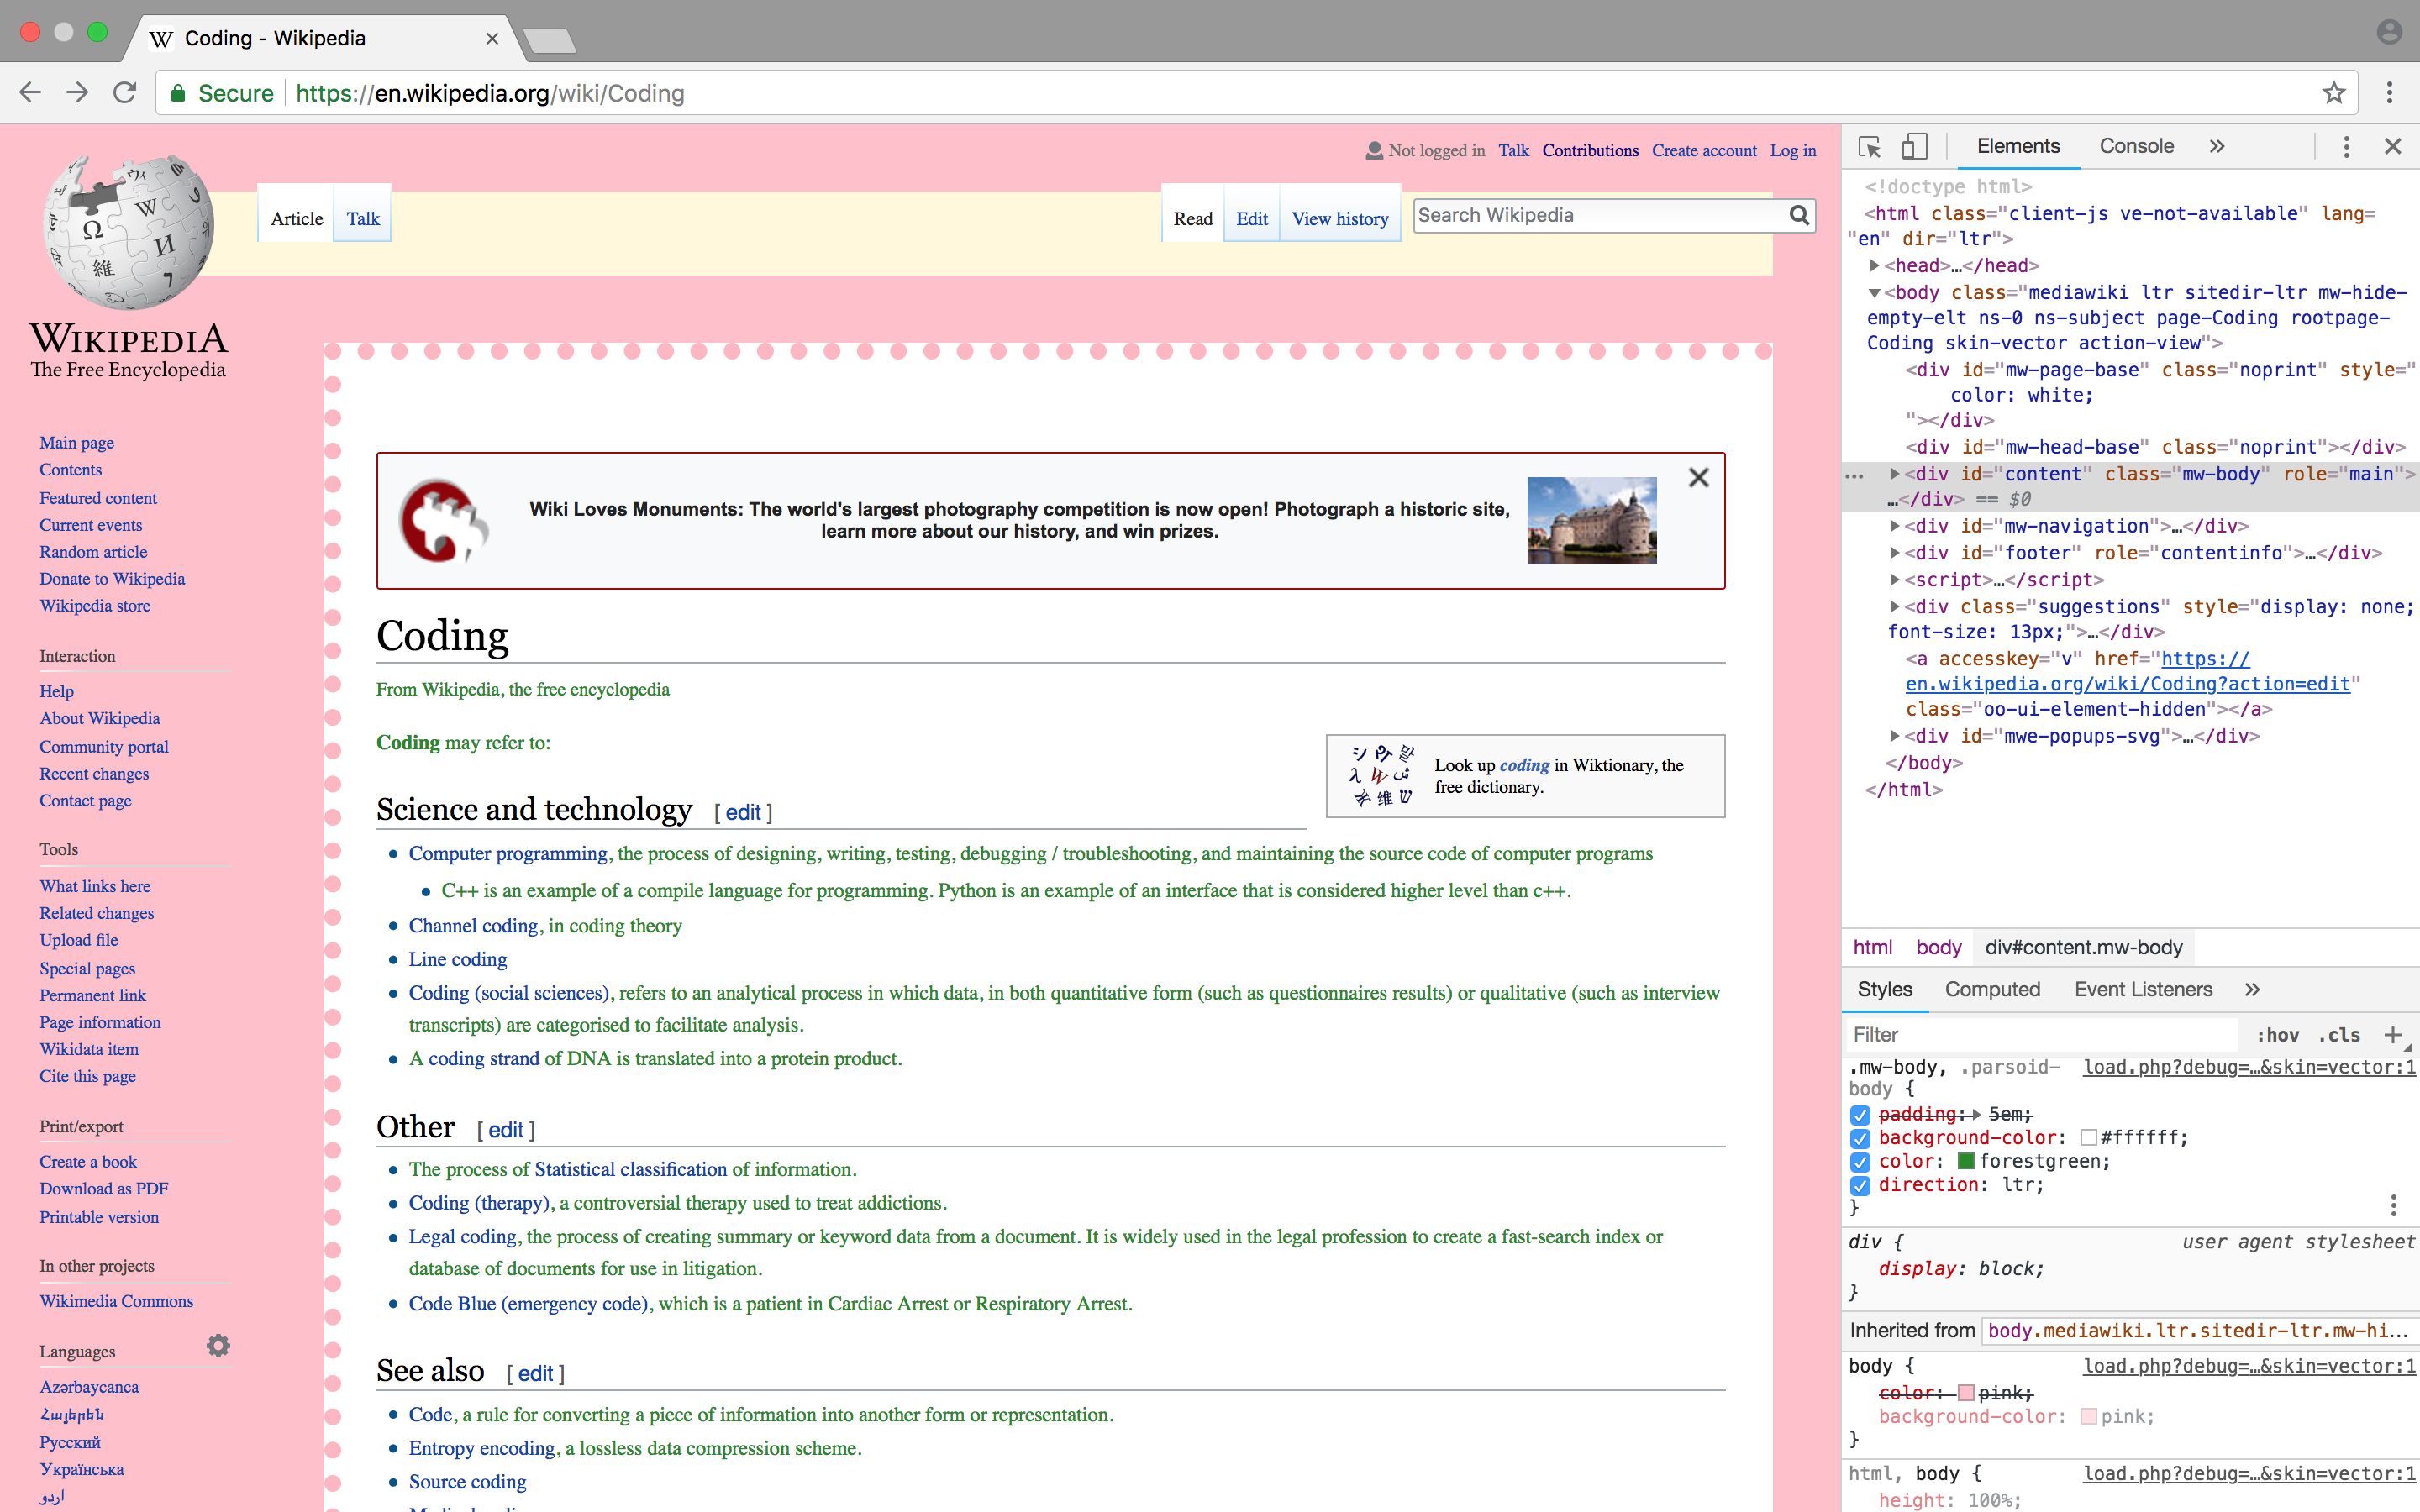 Coding - Wikipedia
Secure https://en.wikipedia.org/wiki/Coding
Not logged in Talk Contributions Create account Log in
Article Talk
Read Edit View history Search Wikipedia
WIKIPEDIA
The Free Encyclopedia
Main page
Contents
Featured content
Current events
Random article
Donate to Wikipedia
Wikipedia store
Interaction
Help
About Wikipedia
Community portal
Recent changes
Contact page
Tools
What links here
Related changes
Upload file
Special pages
Permanent link
Page information
Wikidata item
Cite this page
Print/export
Create a book
Download as PDF
Printable version
In other projects
Wikimedia Commons
Languages
Azərbaycanca
Հայերեն
Русский
Українська
اردو
Wiki Loves Monuments: The world's largest photography competition is now open! Photograph a historic site,
learn more about our history, and win prizes.
Coding
From Wikipedia, the free encyclopedia
Coding may refer to:
Look up coding in Wiktionary, the
free dictionary.
Science and technology [ edit ]
Computer programming, the process of designing, writing, testing, debugging / troubleshooting, and maintaining the source code of computer programs
C++ is an example of a compile language for programming. Python is an example of an interface that is considered higher level than c++.
Channel coding, in coding theory
Line coding
Coding (social sciences), refers to an analytical process in which data, in both quantitative form (such as questionnaires results) or qualitative (such as interview
transcripts) are categorised to facilitate analysis.
A coding strand of DNA is translated into a protein product.
Other [ edit ]
The process of Statistical classification of information.
Coding (therapy), a controversial therapy used to treat addictions.
Legal coding, the process of creating summary or keyword data from a document. It is widely used in the legal profession to create a fast-search index or
database of documents for use in litigation.
Code Blue (emergency code), which is a patient in Cardiac Arrest or Respiratory Arrest.
See also [ edit ]
Code, a rule for converting a piece of information into another form or representation.
Entropy encoding, a lossless data compression scheme.
Source coding
Elements Console »
<!doctype html>
<html class="client-js ve-not-available" lang=
"en" dir="ltr">
<head>…</head>
<body class="mediawiki ltr sitedir-ltr mw-hide-
empty-elt ns-0 ns-subject page-Coding rootpage-
Coding skin-vector action-view">
<div id="mw-page-base" class="noprint" style="
color: white;
"></div>
<div id="mw-head-base" class="noprint"></div>
… <div id="content" class="mw-body" role="main">
…</div> == $0
<div id="mw-navigation">…</div>
<div id="footer" role="contentinfo">…</div>
<script>…</script>
<div class="suggestions" style="display: none;
font-size: 13px;">…</div>
<a accesskey="v" href="https://
en.wikipedia.org/wiki/Coding?action=edit"
class="oo-ui-element-hidden"></a>
<div id="mwe-popups-svg">…</div>
</body>
</html>
html body div#content.mw-body
Styles Computed Event Listeners »
Filter :hov .cls +
.mw-body, .parsoid- load.php?debug=…&skin=vector:1
body {
padding: 5em;
background-color: #ffffff;
color: forestgreen;
direction: ltr;
}
div { user agent stylesheet
display: block;
}
Inherited from body.mediawiki.ltr.sitedir-ltr.mw-hi…
body { load.php?debug=…&skin=vector:1
color: pink;
background-color: pink;
}
html, body { load.php?debug=…&skin=vector:1
height: 100%;